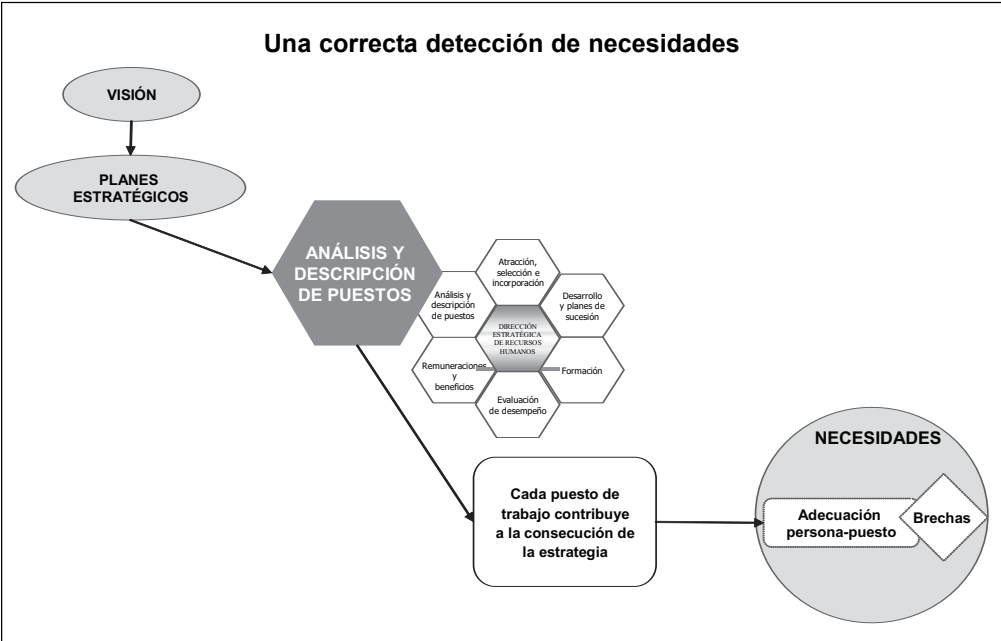 Una correcta detección de necesidades
VISIÓN
PLANES
ESTRATÉGICOS
ANÁLISIS Y
DESCRIPCIÓN
DE PUESTOS
Atracción,
selección e
incorporación
Análisis y
descripción
de puestos
Desarrollo
y planes de
sucesión
DIRECCIÓN
ESTRATÉGICA
DE RECURSOS
HUMANOS
Remuneraciones
y
beneficios
Formación
Evaluación
de desempeño
Cada puesto de
trabajo contribuye
a la consecución de
la estrategia
NECESIDADES
Adecuación
persona-puesto
Brechas